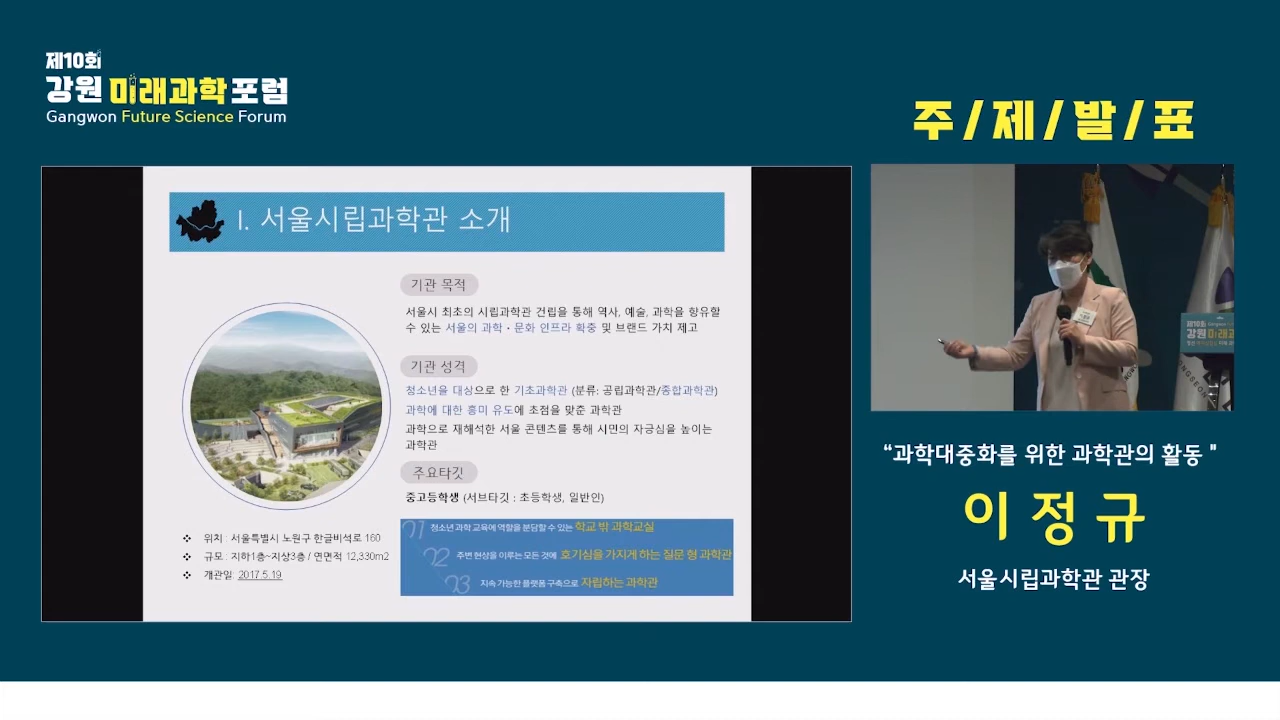 제10회
강원 미래과학 포럼
Gangwon Future Science Forum
주/제/발/표
Ⅰ. 서울시립과학관 소개
기관 목적
서울시 최초의 시립과학관 건립을 통해 역사, 예술, 과학을 향유할
수 있는 서울의 과학・문화 인프라 확충 및 브랜드 가치 제고
기관 성격
청소년을 대상으로 한 기초과학관 (분류: 공립과학관/종합과학관)
과학에 대한 흥미 유도에 초점을 맞춘 과학관
과학으로 재해석한 서울 콘텐츠를 통해 시민의 자긍심을 높이는
과학관
주요타깃
중고등학생 (서브타깃 : 초등학생, 일반인)
01 청소년 과학 교육에 역할을 분담할 수 있는 학교 밖 과학교실
02 주변 현상을 이루는 모든 것에 호기심을 가지게 하는 질문 형 과학관
03 지속 가능한 플랫폼 구축으로 자립하는 과학관
❖ 위치 : 서울특별시 노원구 한글비석로 160
❖ 규모 : 지하1층~지상3층 / 연면적 12,330m2
❖ 개관일: 2017.5.19
제10회
강원 미래과
“과학대중화를 위한 과학관의 활동 "
이 정 규
서울시립과학관 관장